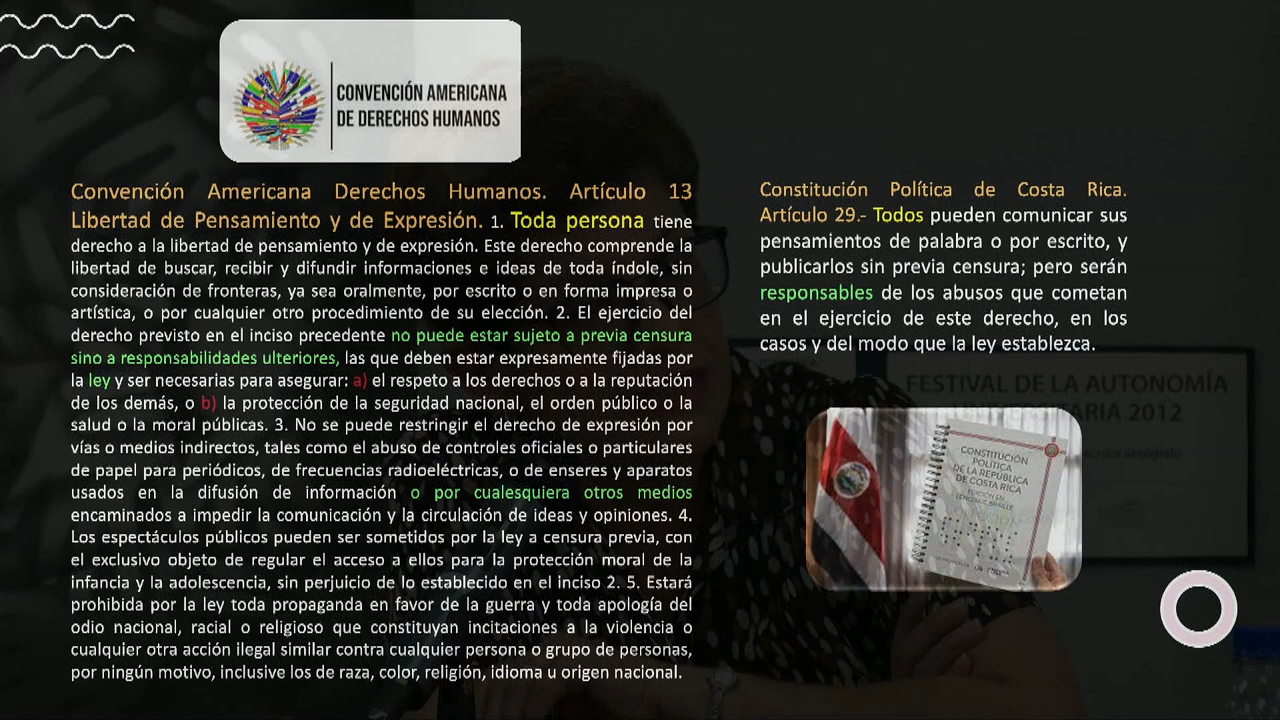 CONVENCIÓN AMERICANA
DE DERECHOS HUMANOS
Convención Americana Derechos Humanos. Artículo 13
Libertad de Pensamiento y de Expresión. 1. Toda persona tiene
derecho a la libertad de pensamiento y de expresión. Este derecho comprende la
libertad de buscar, recibir y difundir informaciones e ideas de toda índole, sin
consideración de fronteras, ya sea oralmente, por escrito o en forma impresa o
artística, o por cualquier otro procedimiento de su elección. 2. El ejercicio del
derecho previsto en el inciso precedente no puede estar sujeto a previa censura
sino a responsabilidades ulteriores, las que deben estar expresamente fijadas por
la ley y ser necesarias para asegurar: a) el respeto a los derechos o a la reputación
de los demás, o b) la protección de la seguridad nacional, el orden público o la
salud o la moral públicas. 3. No se puede restringir el derecho de expresión por
vías o medios indirectos, tales como el abuso de controles oficiales o particulares
de papel para periódicos, de frecuencias radioeléctricas, o de enseres y aparatos
usados en la difusión de información o por cualesquiera otros medios
encaminados a impedir la comunicación y la circulación de ideas y opiniones. 4.
Los espectáculos públicos pueden ser sometidos por la ley a censura previa, con
el exclusivo objeto de regular el acceso a ellos para la protección moral de la
infancia y la adolescencia, sin perjuicio de lo establecido en el inciso 2. 5. Estará
prohibida por la ley toda propaganda en favor de la guerra y toda apología del
odio nacional, racial o religioso que constituyan incitaciones a la violencia o
cualquier otra acción ilegal similar contra cualquier persona o grupo de personas,
por ningún motivo, inclusive los de raza, color, religión, idioma u origen nacional.
Constitución Política de Costa Rica.
Artículo 29.- Todos pueden comunicar sus
pensamientos de palabra o por escrito, y
publicarlos sin previa censura; pero serán
responsables de los abusos que cometan
en el ejercicio de este derecho, en los
casos y del modo que la ley establezca.
FESTIVAL DE LA AUTONOMÍA
UNIVERSITARIA 2012
CONSTITUCIÓN
POLÍTICA
DE LA REPÚBLICA
DE COSTA RICA
EDICIÓN EN
LENGUAJE BRAILLE